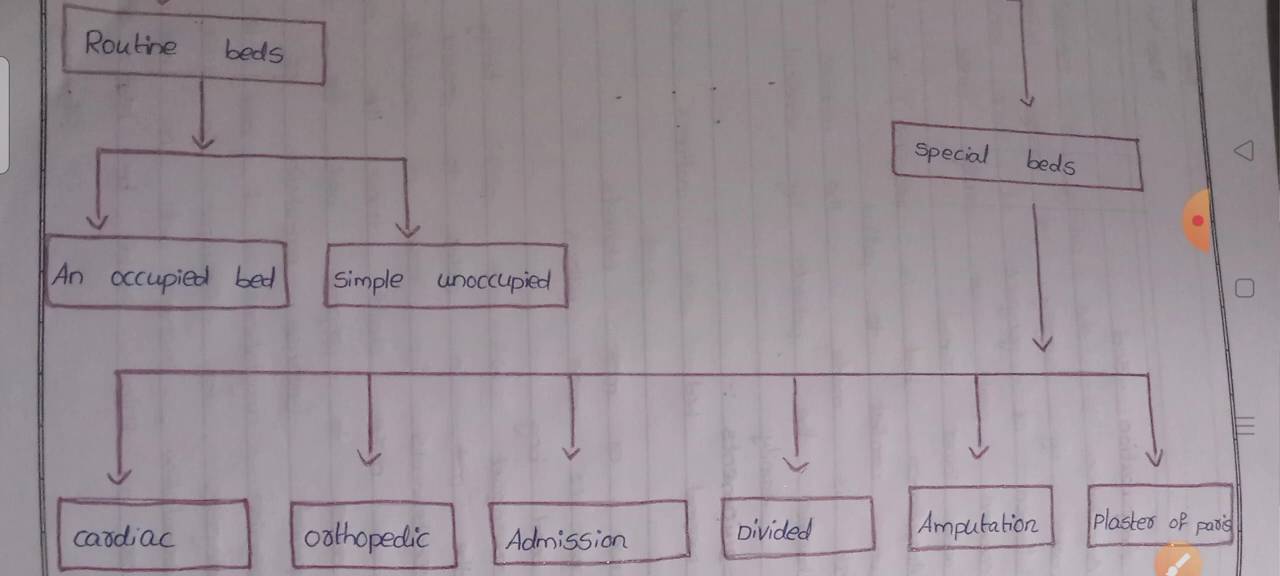 Routine beds
Special beds
An occupied bed
Simple unoccupied
Cardiac
Orthopedic
Admission
Divided
Amputation
Plaster of paris